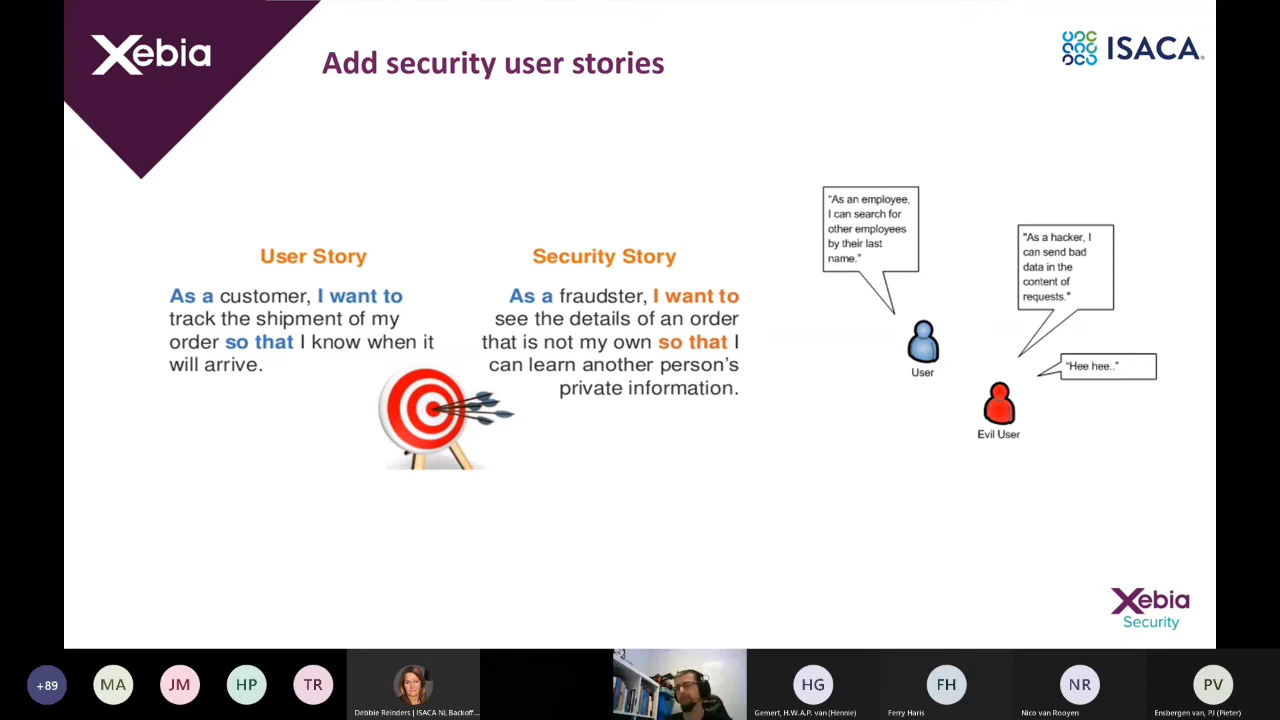 Xebia
Add security user stories
ISACA®
User Story
As a customer, I want to
track the shipment of my
order so that I know when it
will arrive.
Security Story
As a fraudster, I want to
see the details of an order
that is not my own so that I
can learn another person's
private information.
"As an employee,
I can search for
other employees
by their last
name."
User
"As a hacker, I
can send bad
data in the
content of
requests."
"Hee hee.."
Evil User
Xebia
Security
+89
MA
JM
HP
TR
Debbie Reinders | ISACA NL Backoff...
HG
Gemert, H.W.A.P. van (Hennie)
FH
Ferry Haris
NR
Nico van Rooyen
PV
Ensbergen van, PJ (Pieter)